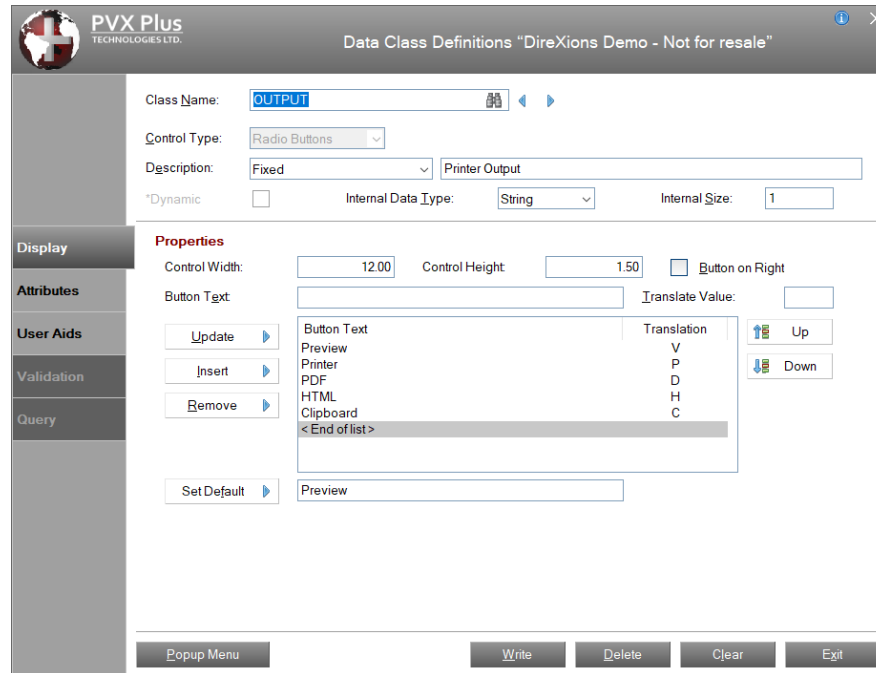 PVX Plus
TECHNOLOGIES LTD.
Data Class Definitions "DireXions Demo - Not for resale"
Class Name: OUTPUT
Control Type: Radio Buttons
Description: Fixed Printer Output
*Dynamic Internal Data Type: String Internal Size: 1
Display
Attributes
User Aids
Validation
Query
Properties
Control Width: 12.00 Control Height: 1.50 Button on Right
Button Text: Translate Value:
Update
Insert
Remove
Button Text Translation
Preview V
Printer P
PDF D
HTML H
Clipboard C
< End of list >
Up
Down
Set Default Preview
Popup Menu Write Delete Clear Exit